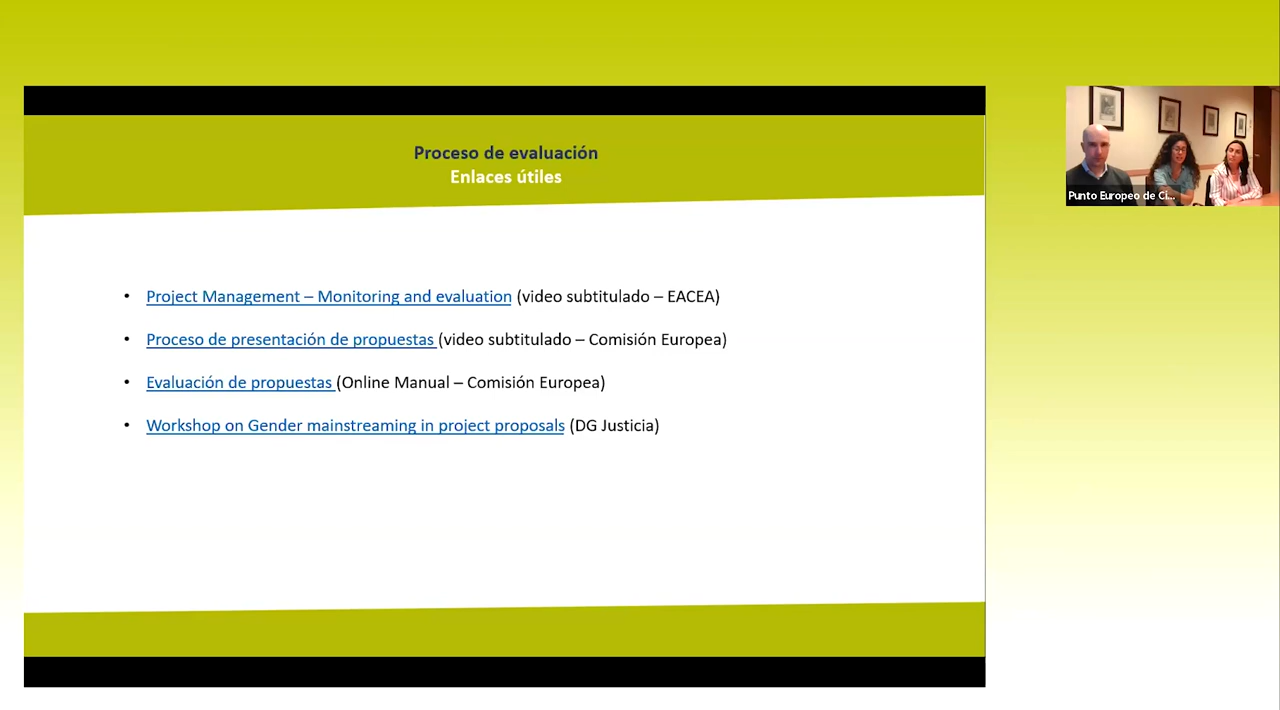 Proceso de evaluación
Enlaces útiles
• Project Management – Monitoring and evaluation (video subtitulado – EACEA)
• Proceso de presentación de propuestas (video subtitulado – Comisión Europea)
• Evaluación de propuestas (Online Manual – Comisión Europea)
• Workshop on Gender mainstreaming in project proposals (DG Justicia)
Punto Europeo de Ci...